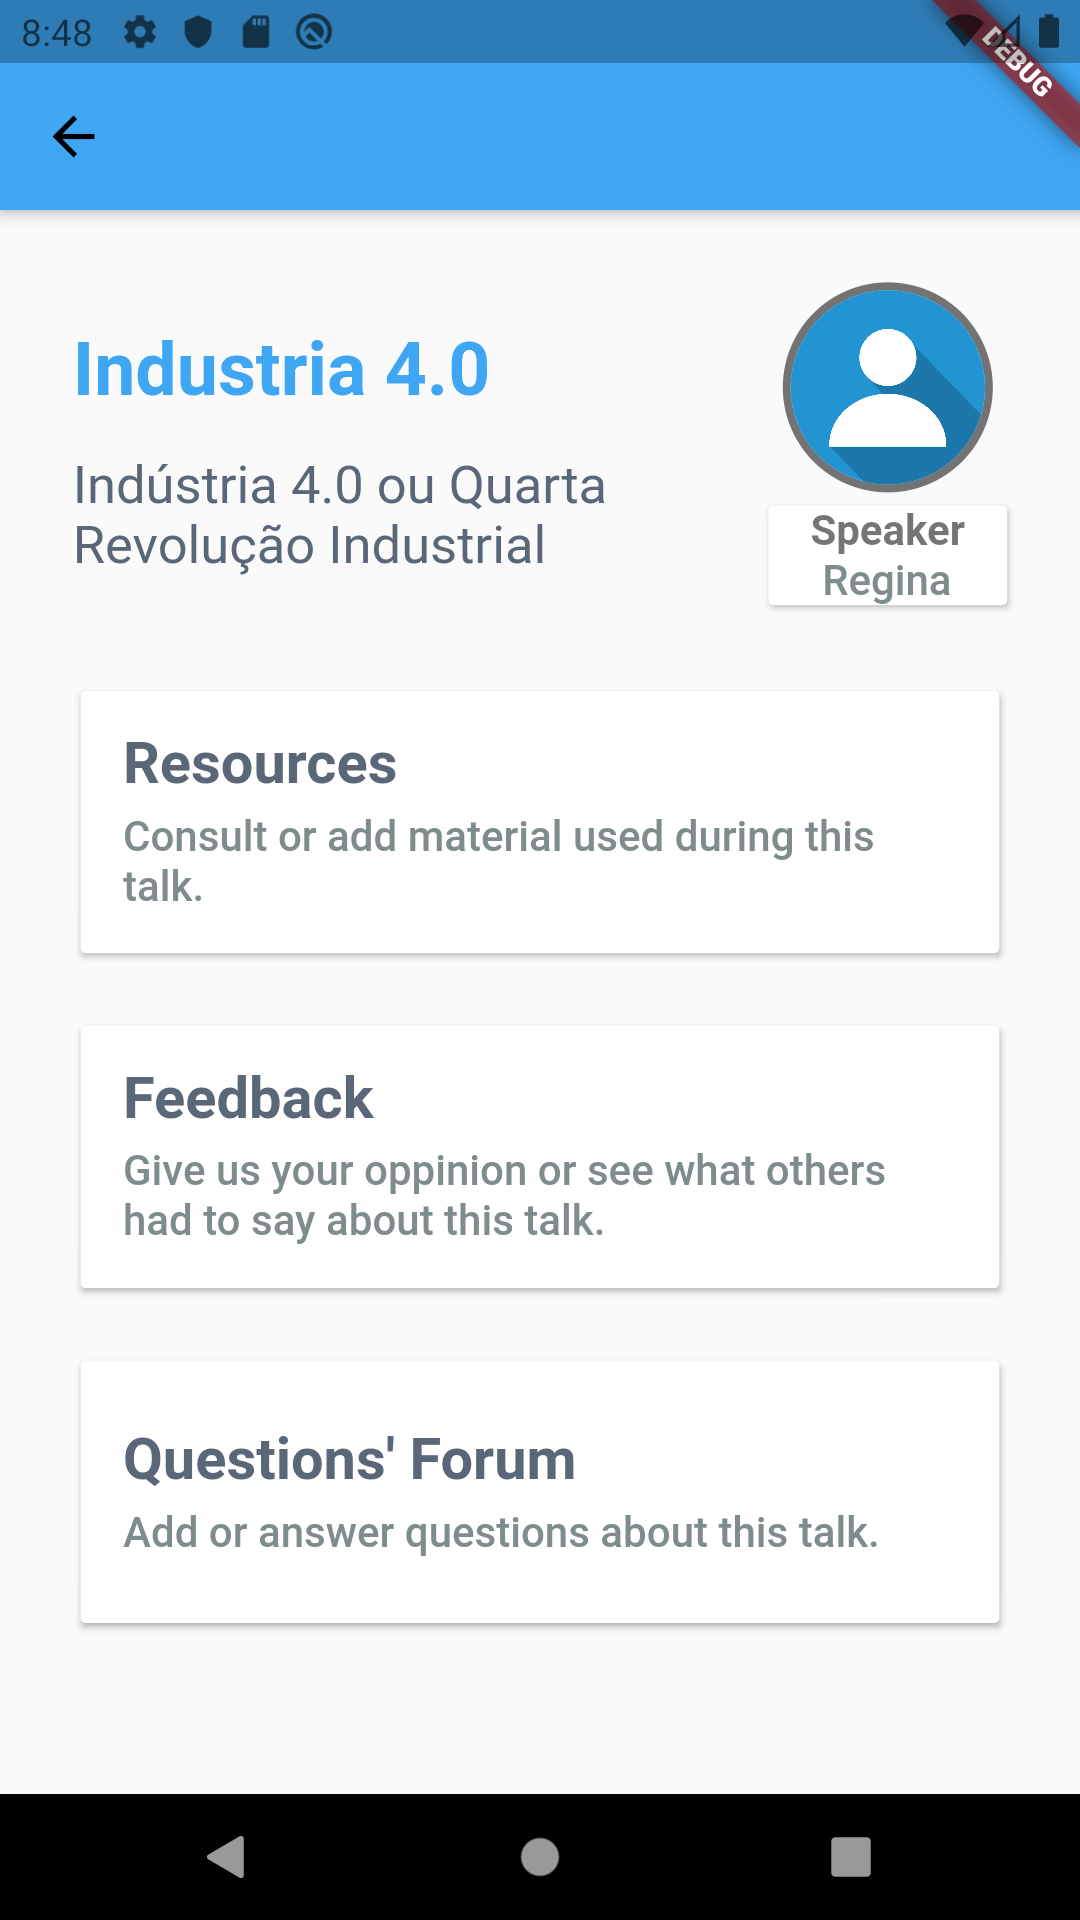 8:48
DEBUG
Industria 4.0
Indústria 4.0 ou Quarta
Revolução Industrial
Speaker
Regina
Resources
Consult or add material used during this
talk.
Feedback
Give us your oppinion or see what others
had to say about this talk.
Questions' Forum
Add or answer questions about this talk.